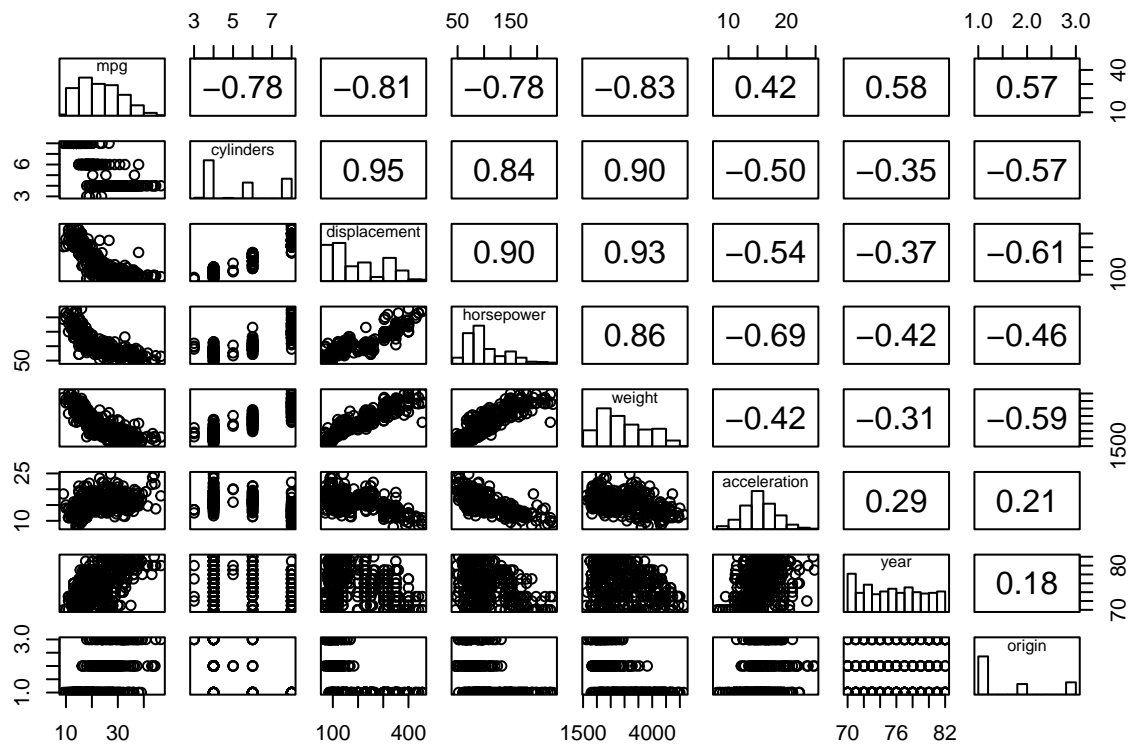 3 5 7 50 150 10 20 1.0 2.0 3.0
mpg −0.78 −0.81 −0.78 −0.83 0.42 0.58 0.57 10 40
3 6 cylinders 0.95 0.84 0.90 −0.50 −0.35 −0.57
displacement 0.90 0.93 −0.54 −0.37 −0.61 100
50 horsepower 0.86 −0.69 −0.42 −0.46
weight −0.42 −0.31 −0.59 1500
10 25 acceleration 0.29 0.21
year 0.18 70 80
1.0 3.0 origin
10 30 100 400 1500 4000 70 76 82